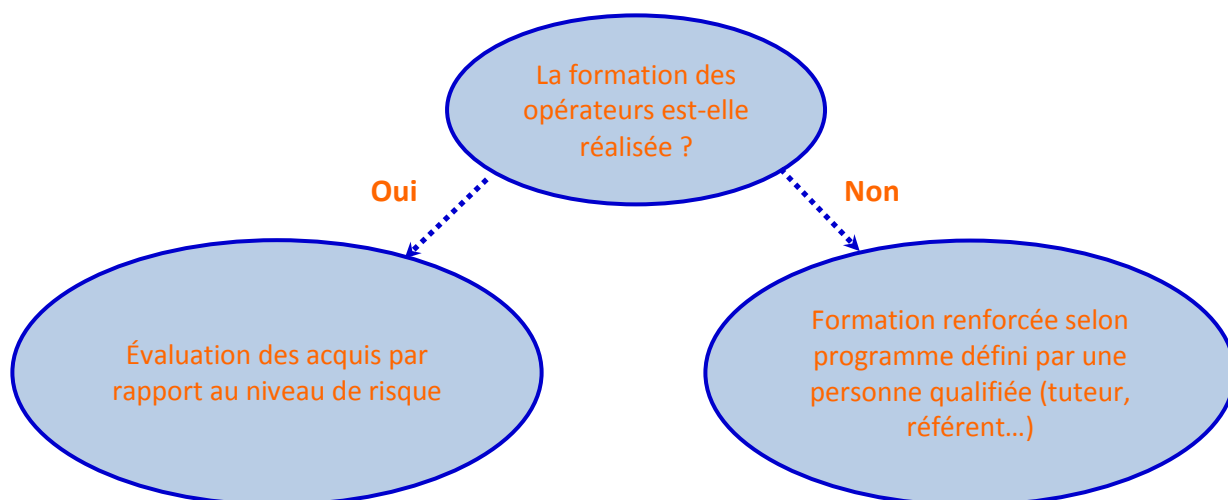 La formation des
opérateurs est-elle
réalisée ?
Oui
Non
Évaluation des acquis par
rapport au niveau de risque
Formation renforcée selon
programme défini par une
personne qualifiée (tuteur,
référent…)